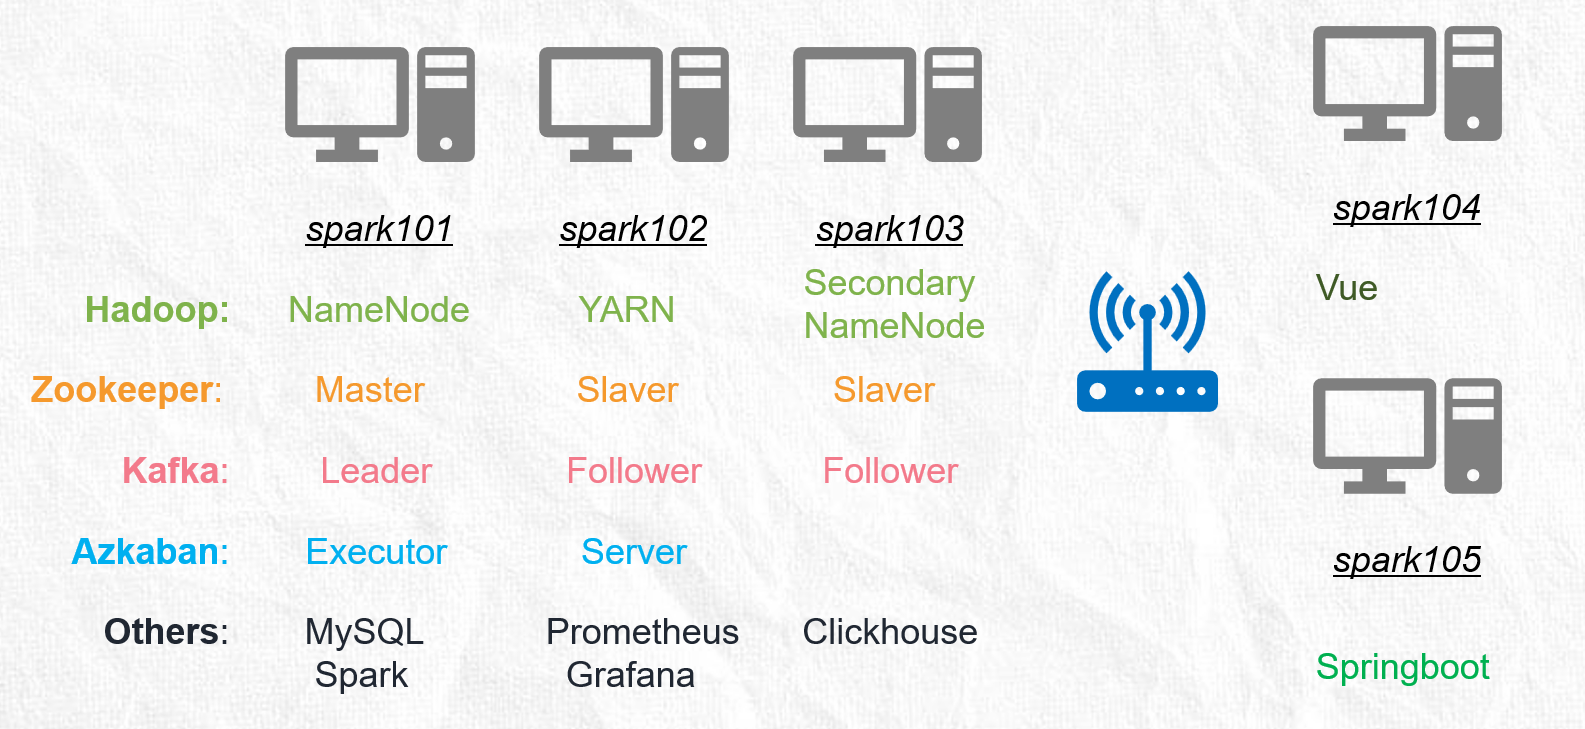 spark101 spark102 spark103
spark104
Hadoop: NameNode YARN Secondary
NameNode
Vue
Zookeeper: Master Slaver Slaver
Kafka: Leader Follower Follower
Azkaban: Executor Server
spark105
Others: MySQL Prometheus Clickhouse
Spark Grafana
Springboot